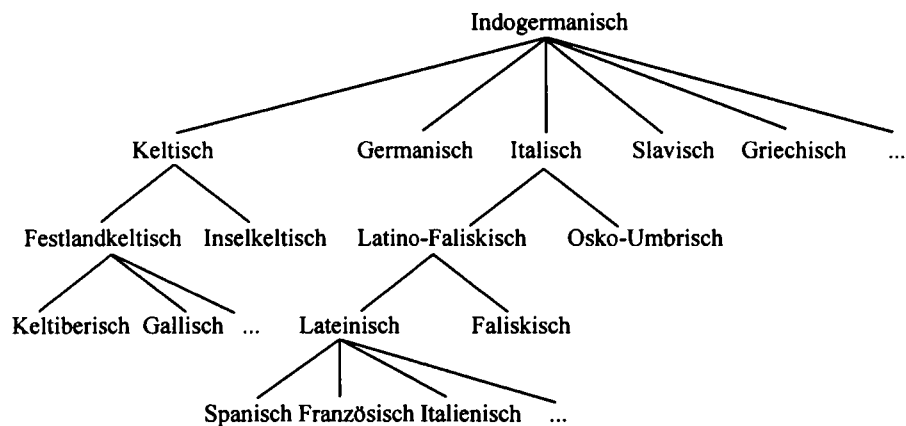 Indogermanisch
Keltisch Germanisch Italisch Slavisch Griechisch ...
Festlandkeltisch Inselkeltisch Latino-Faliskisch Osko-Umbrisch
Keltiberisch Gallisch ... Lateinisch Faliskisch
Spanisch Französisch Italienisch ...